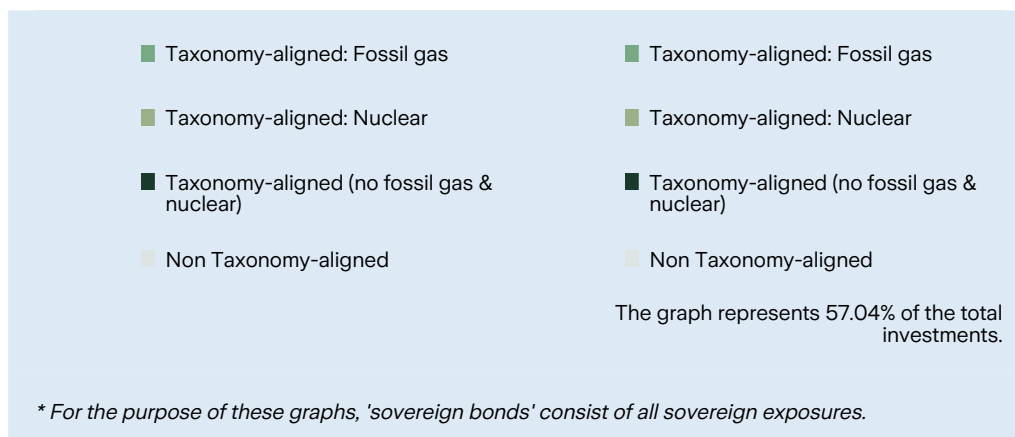 Taxonomy-aligned: Fossil gas
Taxonomy-aligned: Nuclear
Taxonomy-aligned (no fossil gas &
nuclear)
Non Taxonomy-aligned
Taxonomy-aligned: Fossil gas
Taxonomy-aligned: Nuclear
Taxonomy-aligned (no fossil gas &
nuclear)
Non Taxonomy-aligned
The graph represents 57.04% of the total
investments.
* For the purpose of these graphs, 'sovereign bonds' consist of all sovereign exposures.